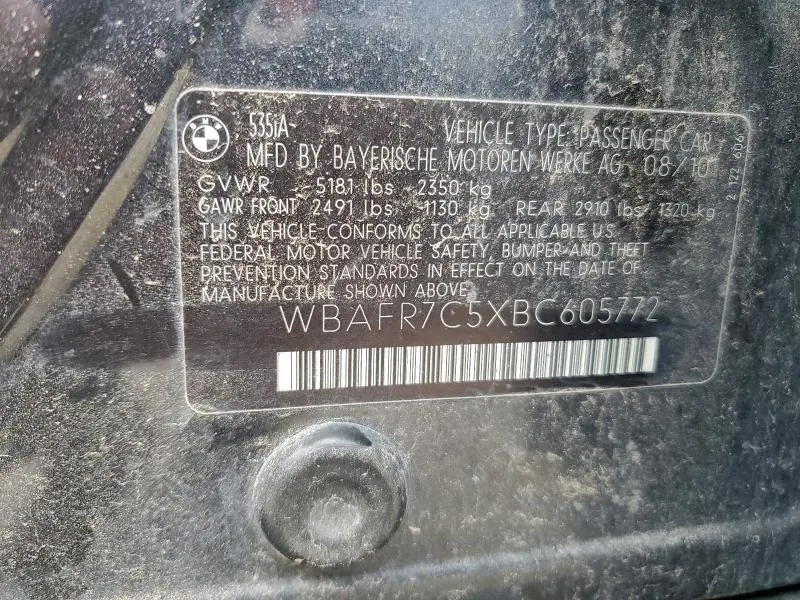 BMW
535iA VEHICLE TYPE: PASSENGER CAR
MFD BY BAYERISCHE MOTOREN WERKE AG 08/10
GVWR 5181 lbs 2350 kg
GAWR FRONT 2491 lbs 1130 kg REAR 2910 lbs 1320 kg
THIS VEHICLE CONFORMS TO ALL APPLICABLE U.S.
FEDERAL MOTOR VEHICLE SAFETY, BUMPER AND THEFT
PREVENTION STANDARDS IN EFFECT ON THE DATE
OF MANUFACTURE SHOWN ABOVE.
WBAFR7C5XBC605772